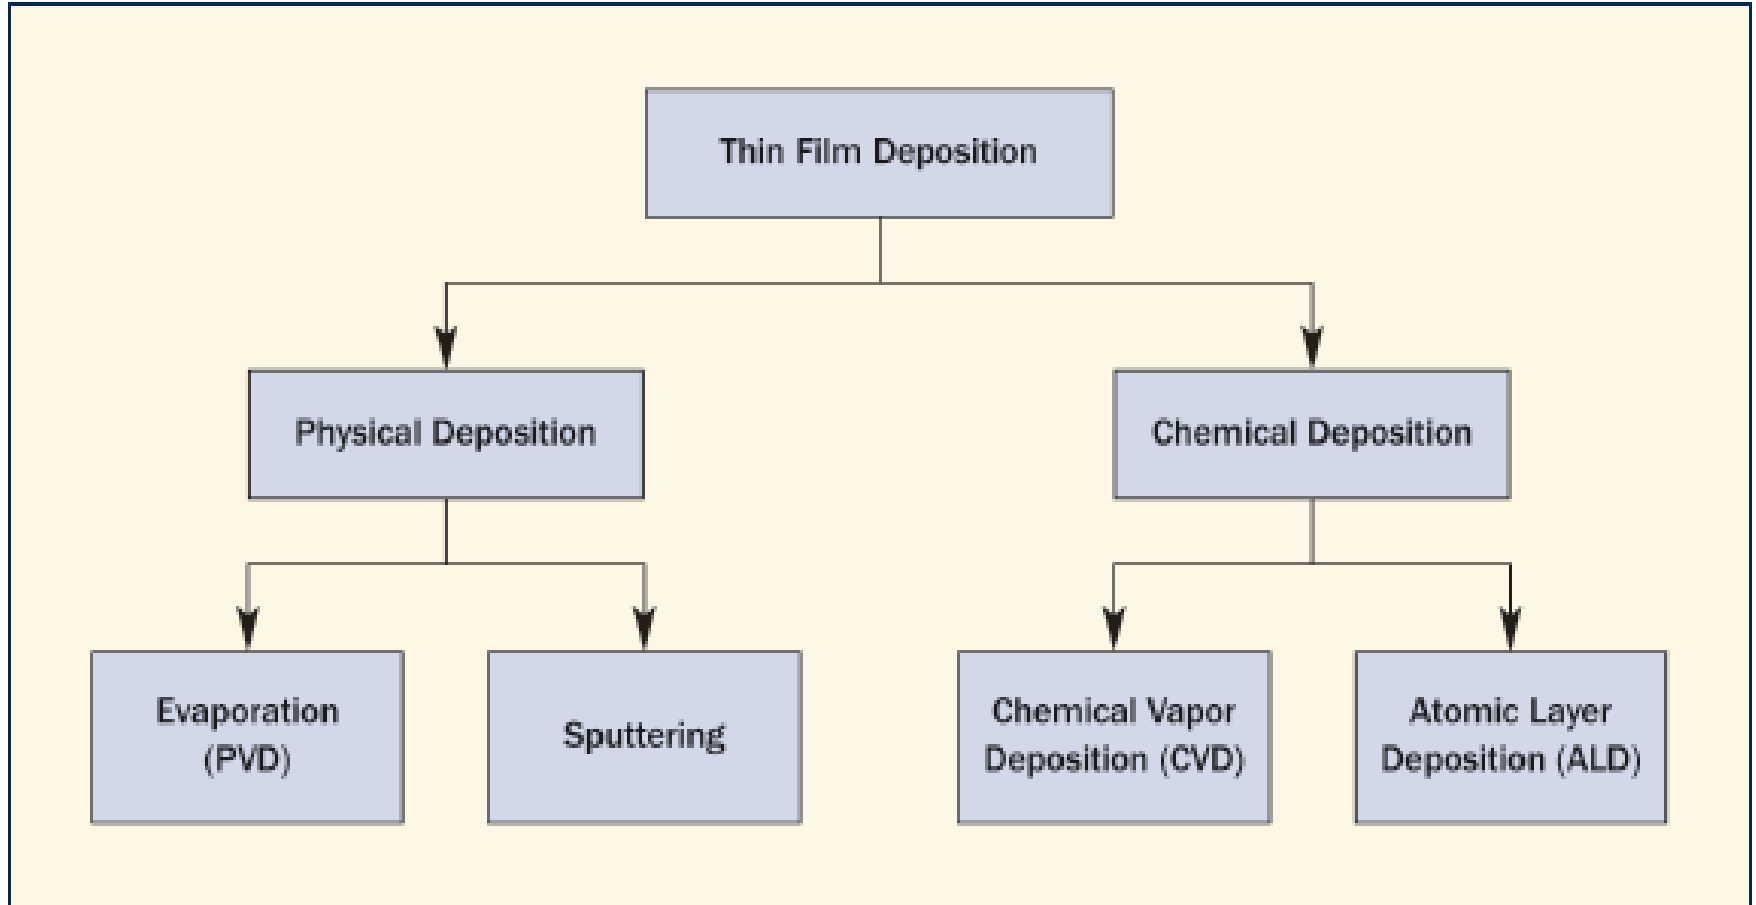 Thin Film Deposition
Physical Deposition
Chemical Deposition
Evaporation
(PVD)
Sputtering
Chemical Vapor
Deposition (CVD)
Atomic Layer
Deposition (ALD)